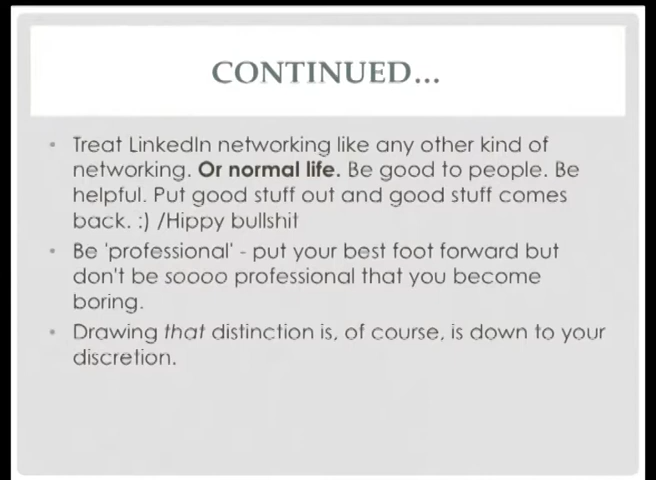 CONTINUED...
Treat LinkedIn networking like any other kind of
networking. Or normal life. Be good to people. Be
helpful. Put good stuff out and good stuff comes
back. :) /Hippy bullshit
Be 'professional' - put your best foot forward but
don't be soooo professional that you become
boring.
Drawing that distinction is, of course, is down to your
discretion.